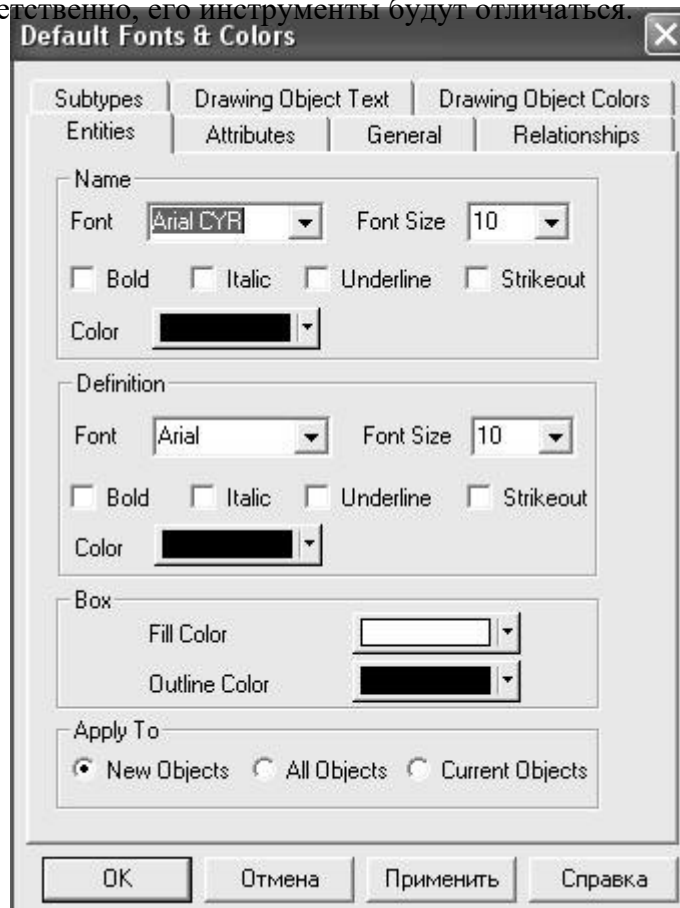 етственно, его инструменты будут отличаться.
Default Fonts & Colors
Subtypes Drawing Object Text Drawing Object Colors
Entities Attributes General Relationships
Name
Font Arial CYR Font Size 10
Bold Italic Underline Strikeout
Color
Definition
Font Arial Font Size 10
Bold Italic Underline Strikeout
Color
Box
Fill Color
Outline Color
Apply To
New Objects All Objects Current Objects
OK Отмена Применить Справка